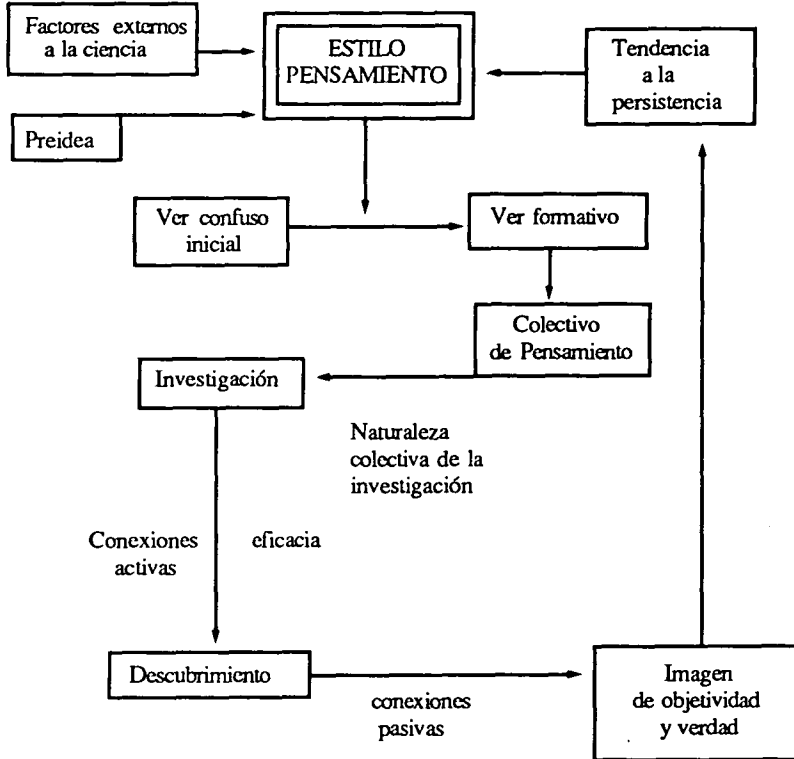 Factores externos
a la ciencia
ESTILO
PENSAMIENTO
Tendencia
a la
persistencia
Preidea
Ver confuso
inicial
Ver formativo
Colectivo
de Pensamiento
Investigación
Naturaleza
colectiva de la
investigación
Conexiones
activas
eficacia
Descubrimiento
conexiones
pasivas
Imagen
de objetividad
y verdad